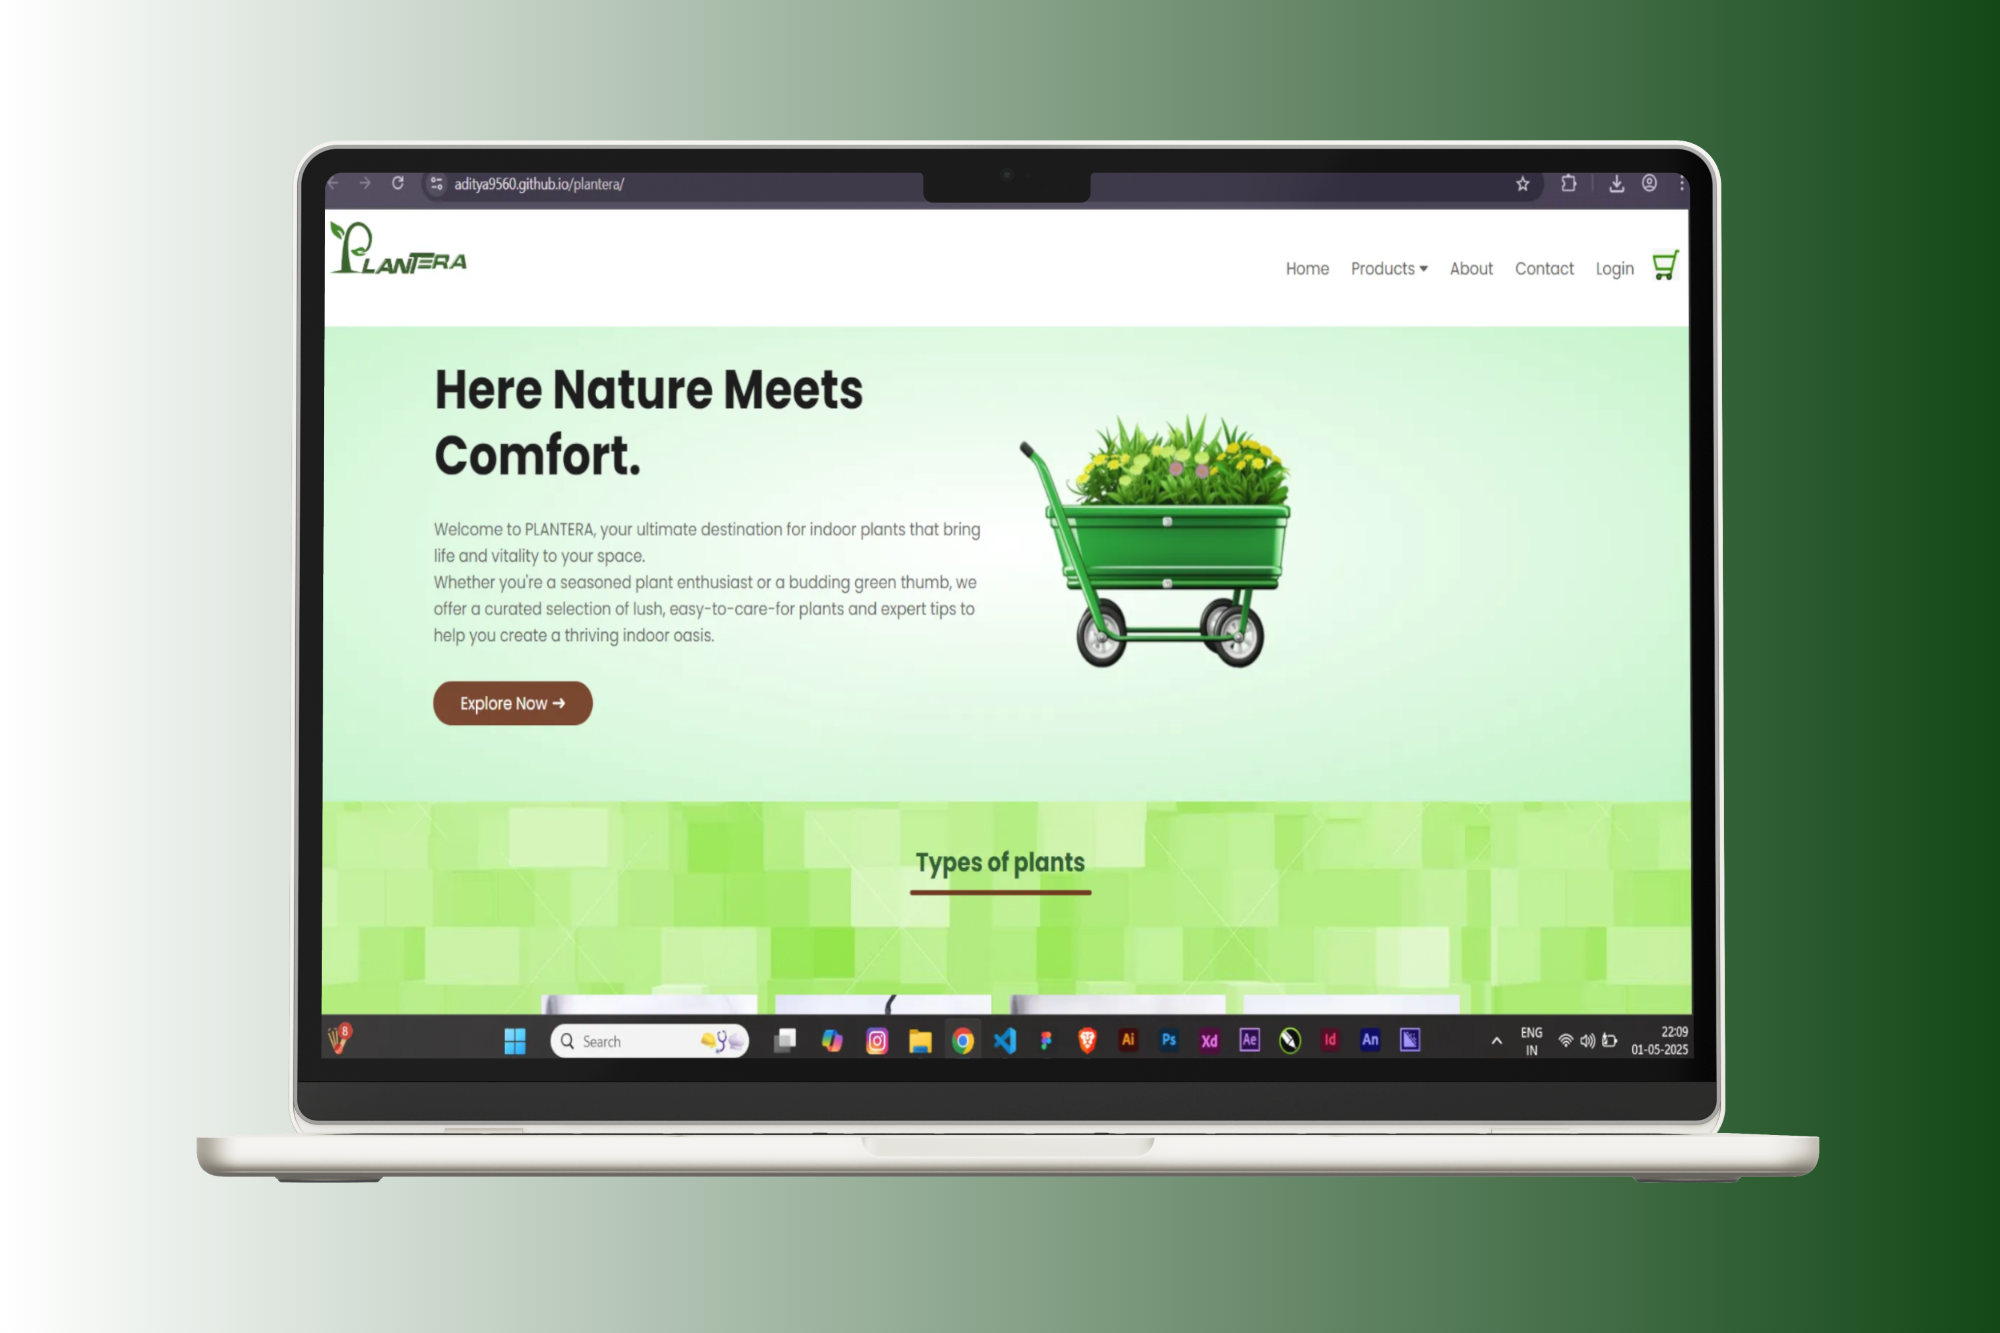 aditya9560.github.io/plantera/
PLANTERA
Home Products About Contact Login
Here Nature Meets
Comfort.
Welcome to PLANTERA, your ultimate destination for indoor plants that bring
life and vitality to your space.
Whether you're a seasoned plant enthusiast or a budding green thumb, we
offer a curated selection of lush, easy-to-care-for plants and expert tips to
help you create a thriving indoor oasis.
Explore Now →
Types of plants
8
Search
Ai Ps Xd Ae Id An
ENG
IN
22:09
01-05-2025